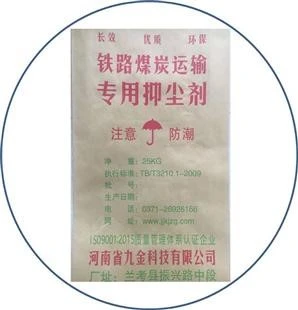 长效 优质 环保
铁路煤炭运输
专用抑尘剂
注意 防潮
净 重：25KG
执行标准：TB/T3210.1-2009
批 号：
生产日期：
电 话：0371-26926166
网 址：www.jjkjzq.com
ISO9001:2015质量管理体系认证企业
河南省九金科技有限公司
厂址：兰考县振兴路中段